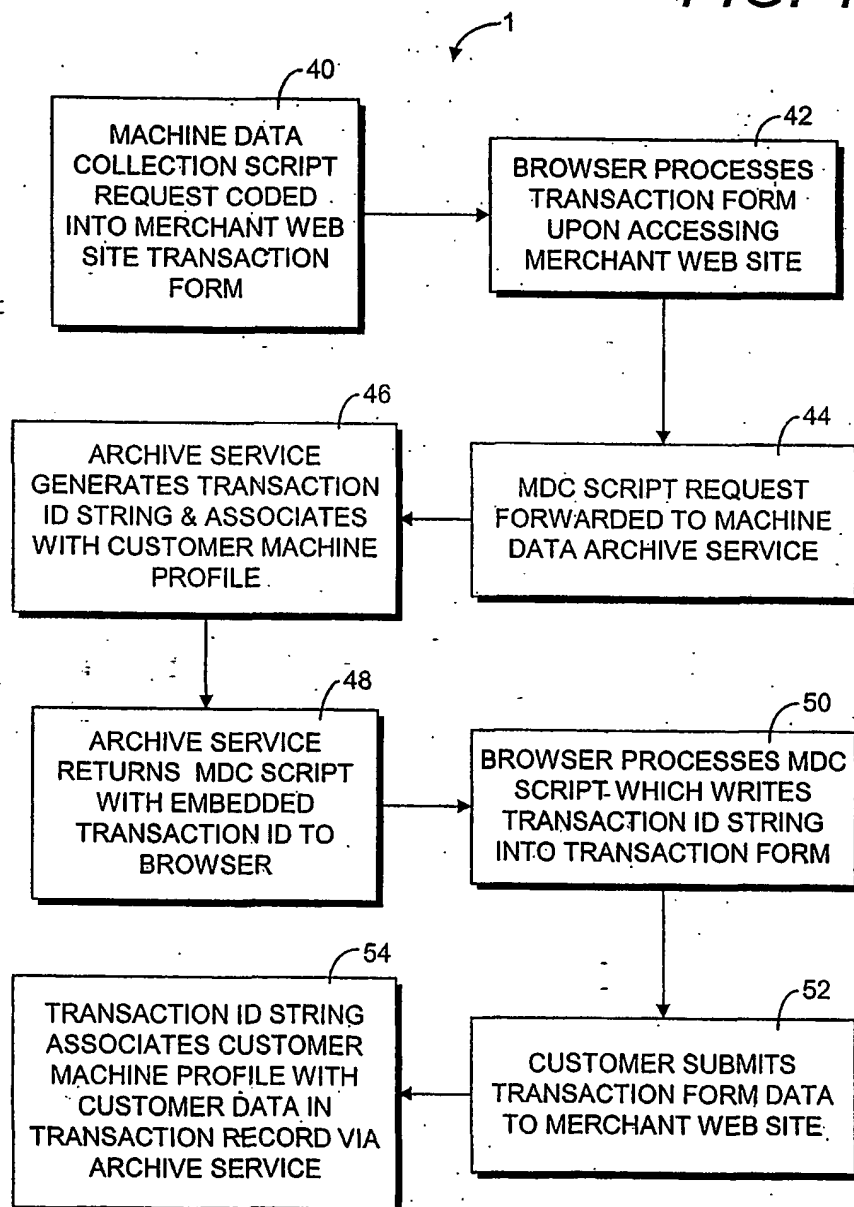 1
40
MACHINE DATA
COLLECTION SCRIPT
REQUEST CODED
INTO MERCHANT WEB
SITE TRANSACTION
FORM
42
BROWSER PROCESSES
TRANSACTION FORM
UPON ACCESSING
MERCHANT WEB SITE
44
MDC SCRIPT REQUEST
FORWARDED TO MACHINE
DATA ARCHIVE SERVICE
46
ARCHIVE SERVICE
GENERATES TRANSACTION
ID STRING & ASSOCIATES
WITH CUSTOMER MACHINE
PROFILE
48
ARCHIVE SERVICE
RETURNS MDC SCRIPT
WITH EMBEDDED
TRANSACTION ID TO
BROWSER
50
BROWSER PROCESSES MDC
SCRIPT WHICH WRITES
TRANSACTION ID STRING
INTO TRANSACTION FORM
52
CUSTOMER SUBMITS
TRANSACTION FORM DATA
TO MERCHANT WEB SITE
54
TRANSACTION ID STRING
ASSOCIATES CUSTOMER
MACHINE PROFILE WITH
CUSTOMER DATA IN
TRANSACTION RECORD VIA
ARCHIVE SERVICE